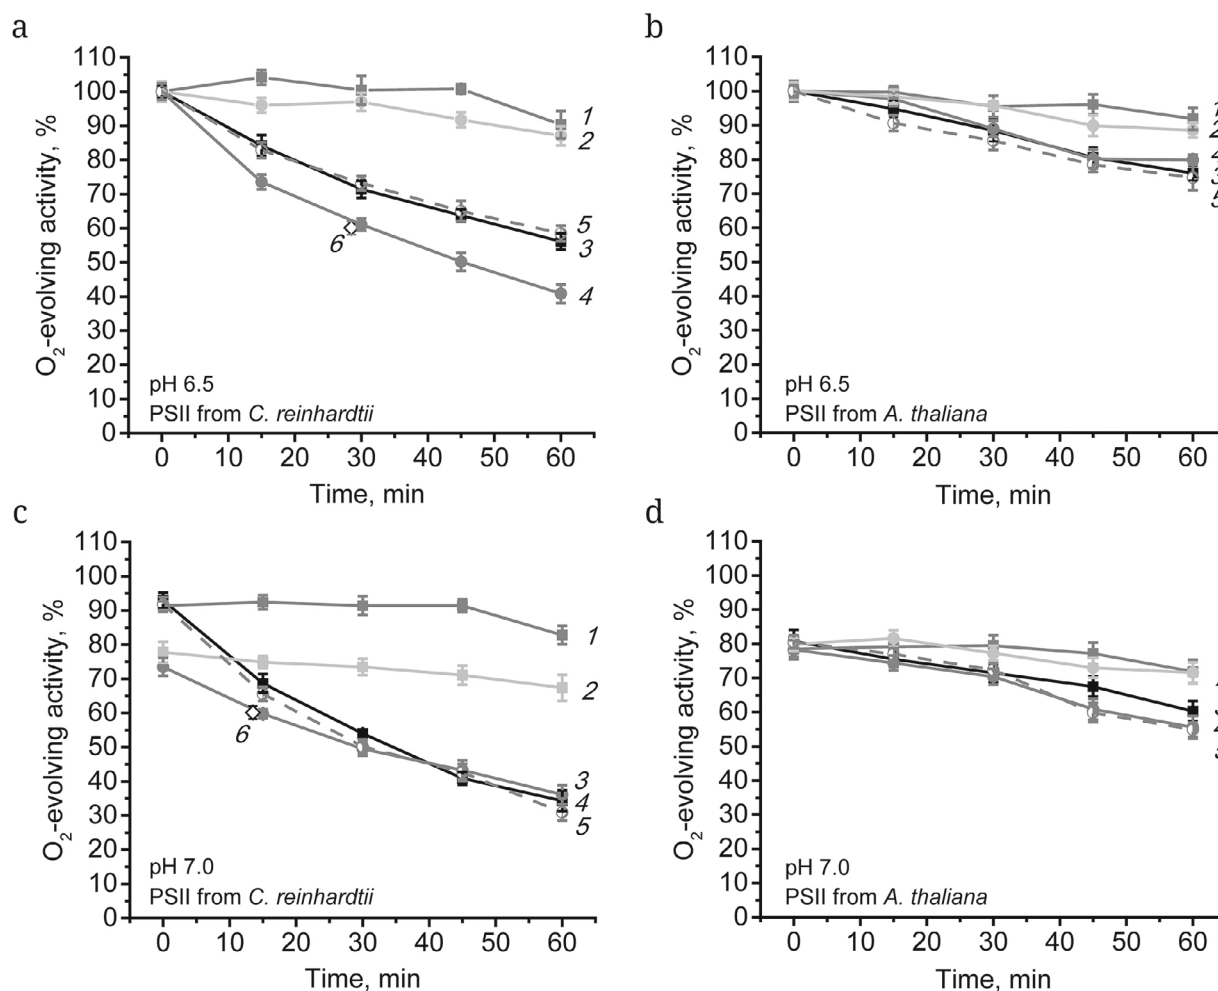 a
110
100
90
80
70
60
50
40
30
20
10
0
O2-evolving activity, %
1
2
5
3
4
6
pH 6.5
PSII from C. reinhardtii
0 10 20 30 40 50 60
Time, min
b
110
100
90
80
70
60
50
40
30
20
10
0
O2-evolving activity, %
pH 6.5
PSII from A. thaliana
0 10 20 30 40 50 60
Time, min
c
110
100
90
80
70
60
50
40
30
20
10
0
O2-evolving activity, %
1
2
6
3
4
5
pH 7.0
PSII from C. reinhardtii
0 10 20 30 40 50 60
Time, min
d
110
100
90
80
70
60
50
40
30
20
10
0
O2-evolving activity, %
pH 7.0
PSII from A. thaliana
0 10 20 30 40 50 60
Time, min